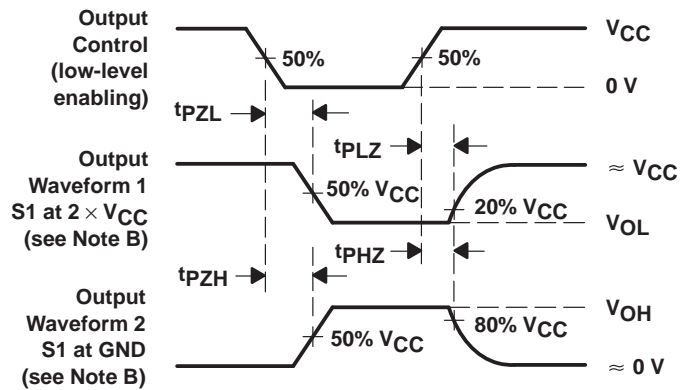 Output
Control
(low-level
enabling)
50%
50%
VCC
0 V
tPZL
tPLZ
Output
Waveform 1
S1 at 2 × VCC
(see Note B)
50% VCC
20% VCC
≈ VCC
VOL
tPZH
tPHZ
Output
Waveform 2
S1 at GND
(see Note B)
50% VCC
80% VCC
VOH
≈ 0 V